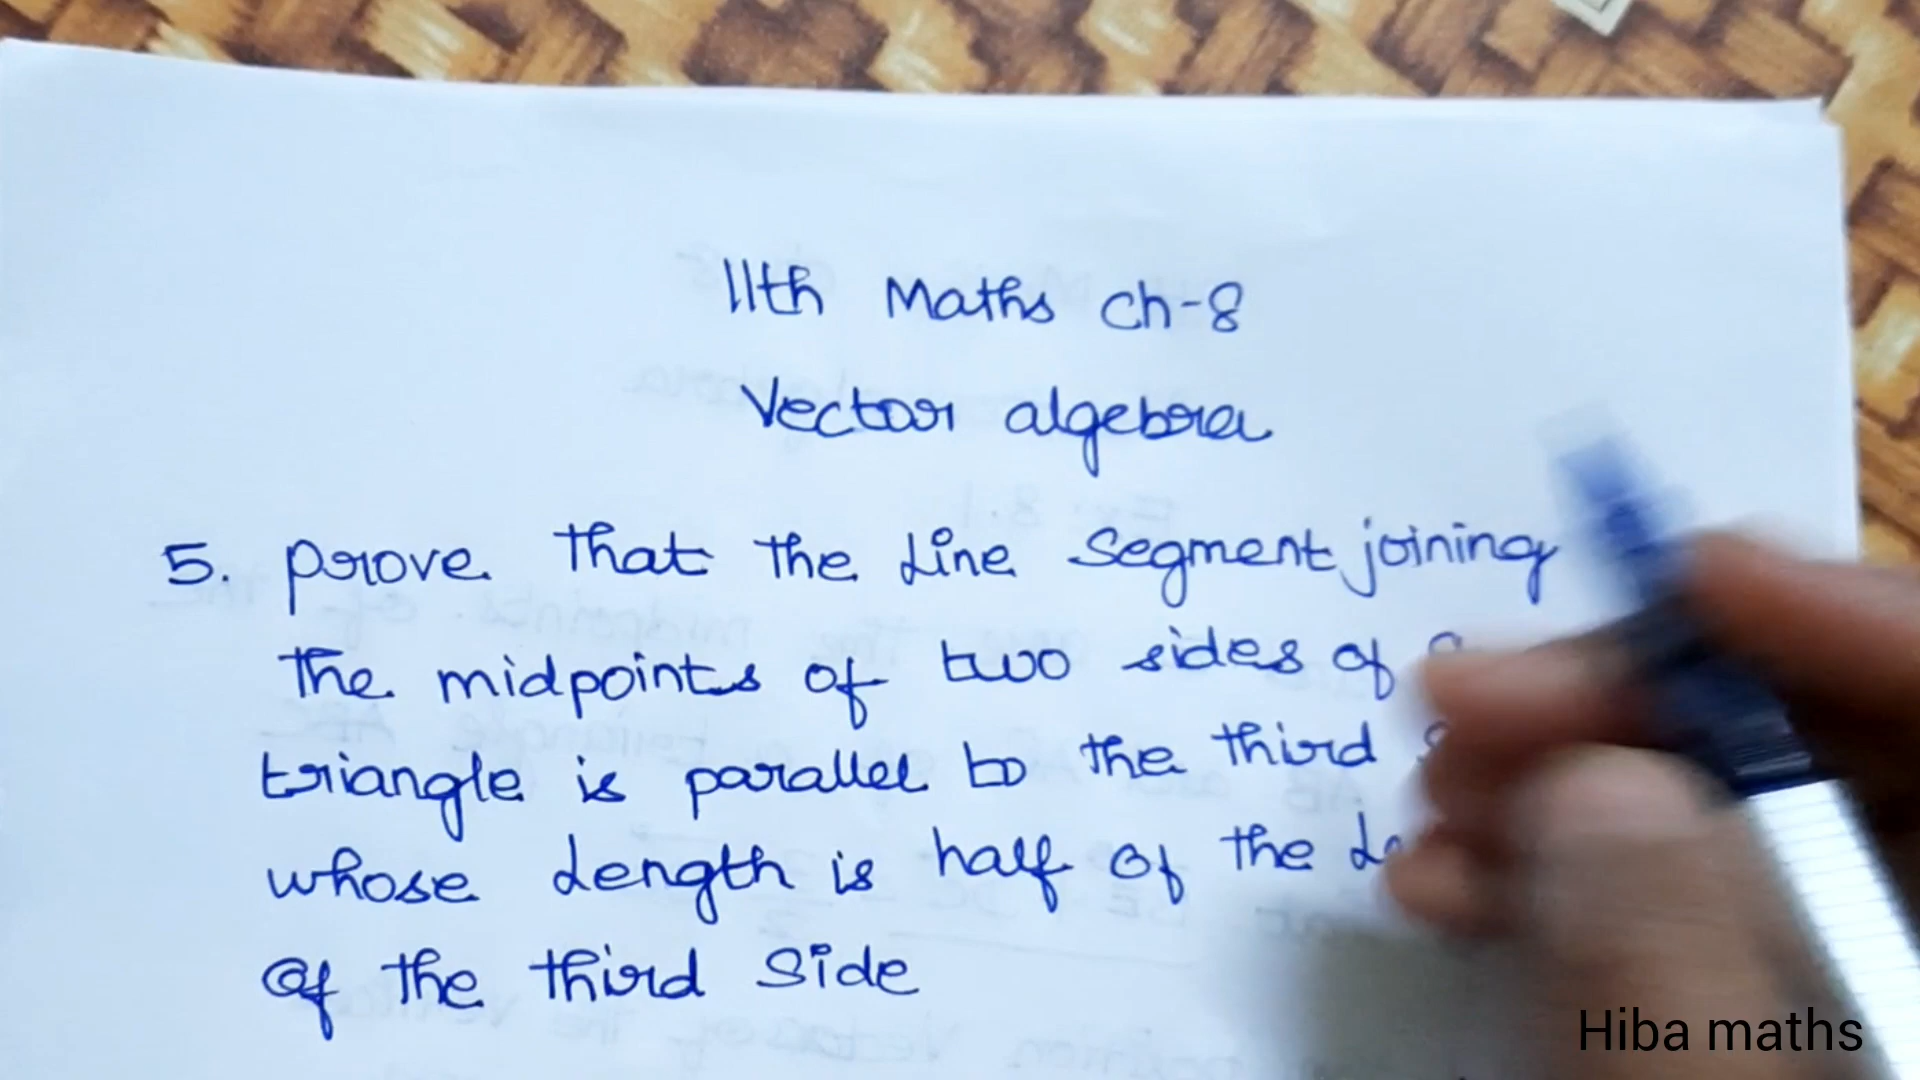 11th Maths ch-8
Vector algebra
5. prove that the line segment joining
the midpoints of two sides of
triangle is parallel to the third
whose length is half of the
of the third side
Hiba maths